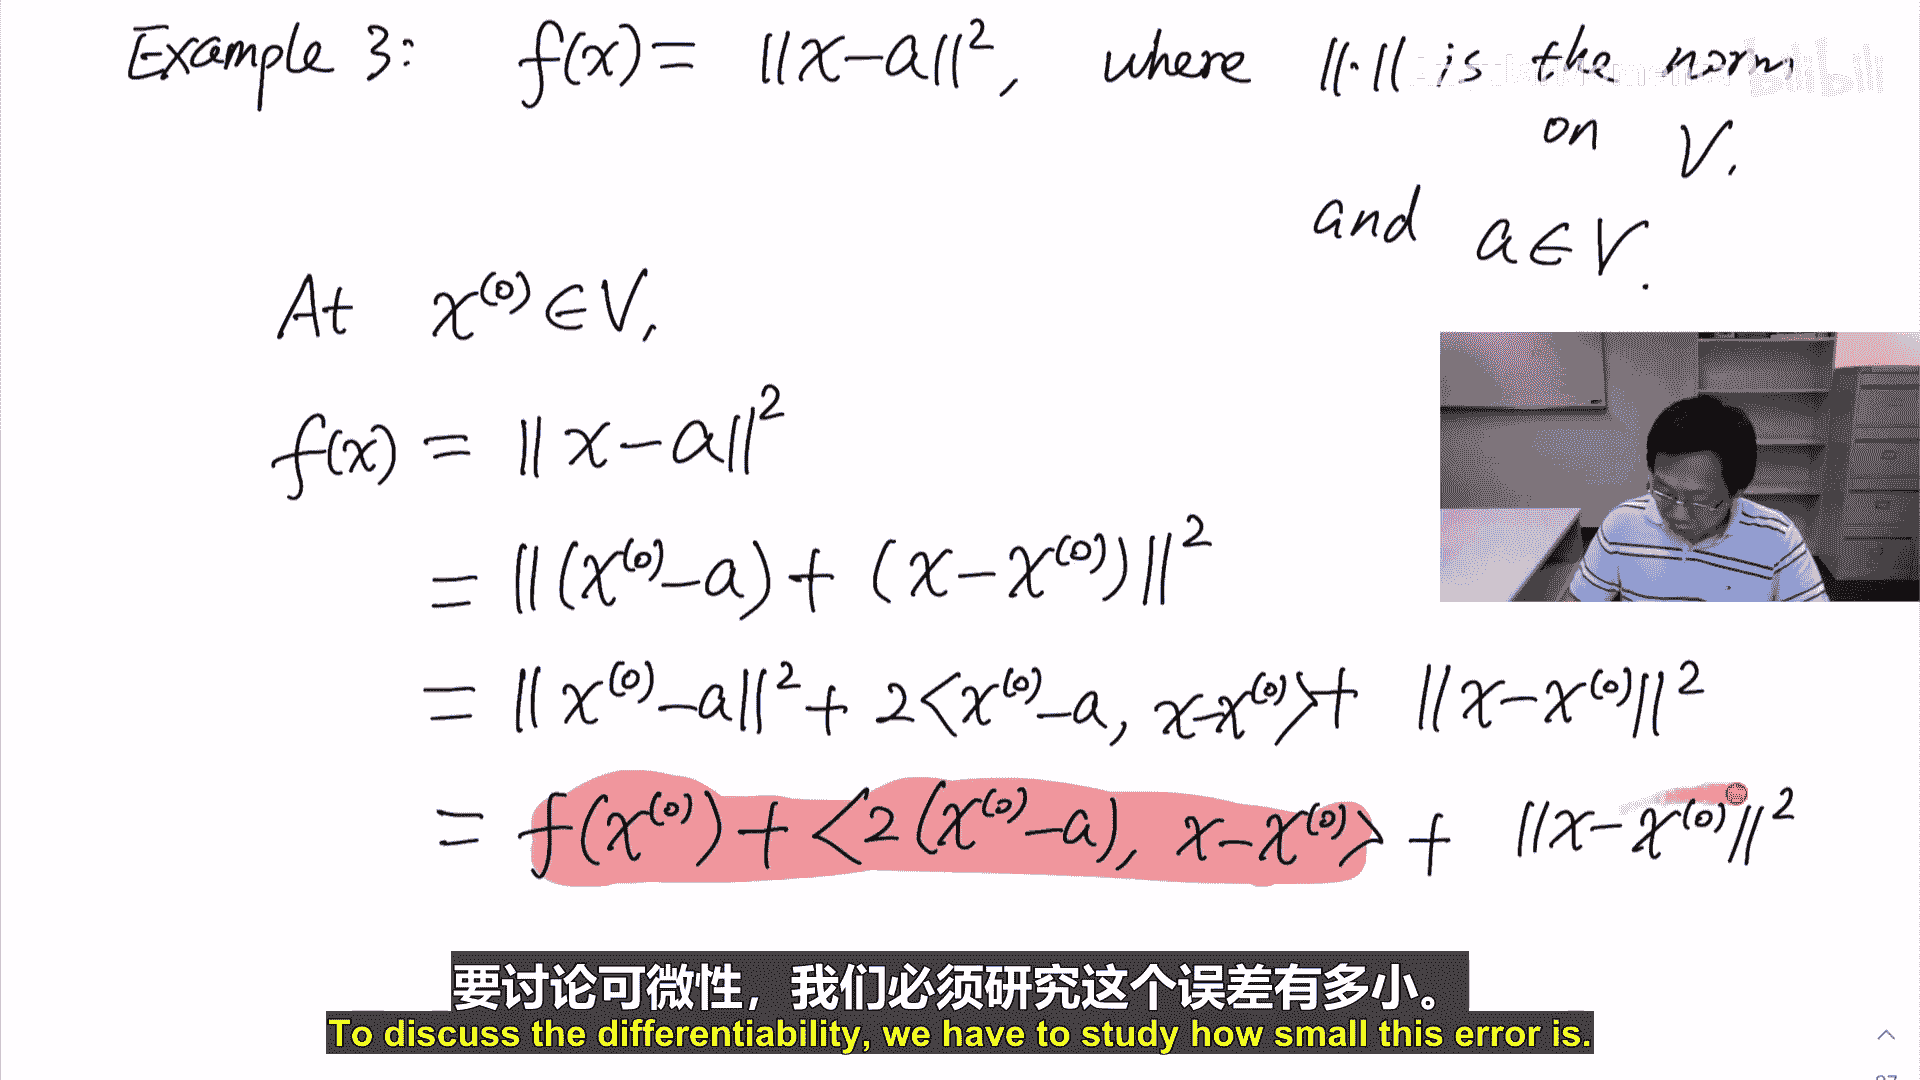 Example 3: f(x) = ||x-a||², where ||·|| is the norm
on V.
and a∈V.
bilibili
At x⁽⁰⁾∈V,
f(x) = ||x-a||²
= ||(x⁽⁰⁾-a)+(x-x⁽⁰⁾)||²
= ||x⁽⁰⁾-a||²+2<x⁽⁰⁾-a, x-x⁽⁰⁾>+||x-x⁽⁰⁾||²
= f(x⁽⁰⁾)+<2(x⁽⁰⁾-a), x-x⁽⁰⁾>+||x-x⁽⁰⁾||²
要讨论可微性，我们必须研究这个误差有多小。
To discuss the differentiability, we have to study how small this error is.